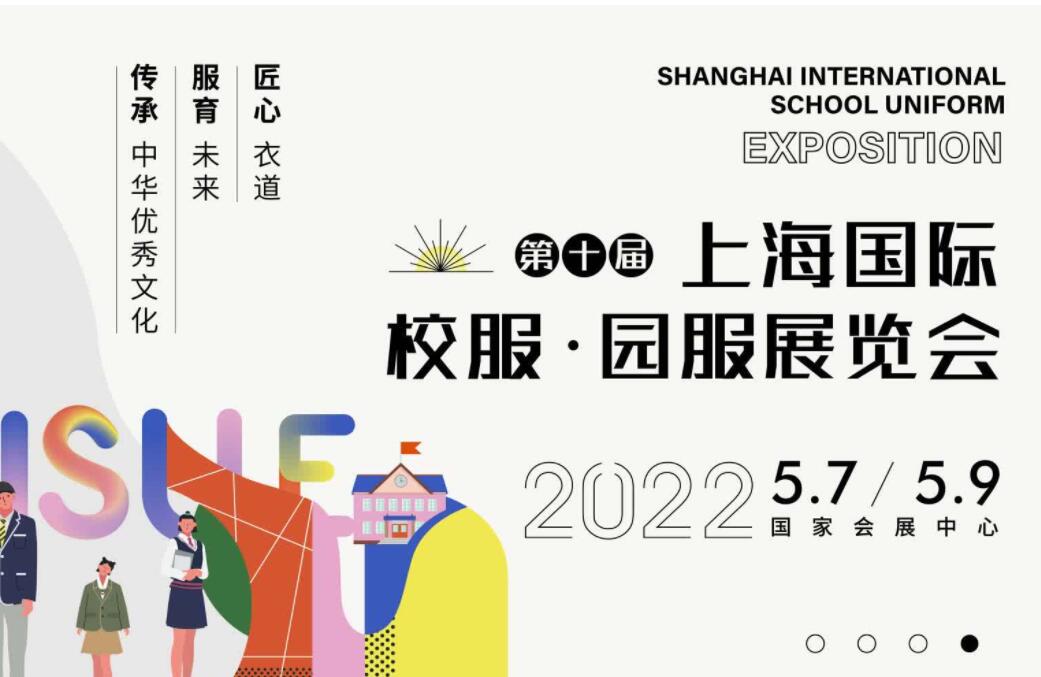 匠心 衣道
服育 未来
传承 中华优秀文化
SHANGHAI INTERNATIONAL
SCHOOL UNIFORM
EXPOSITION
第十届 上海国际
校服·园服展览会
ISUE
2022 5.7/5.9
国家会展中心